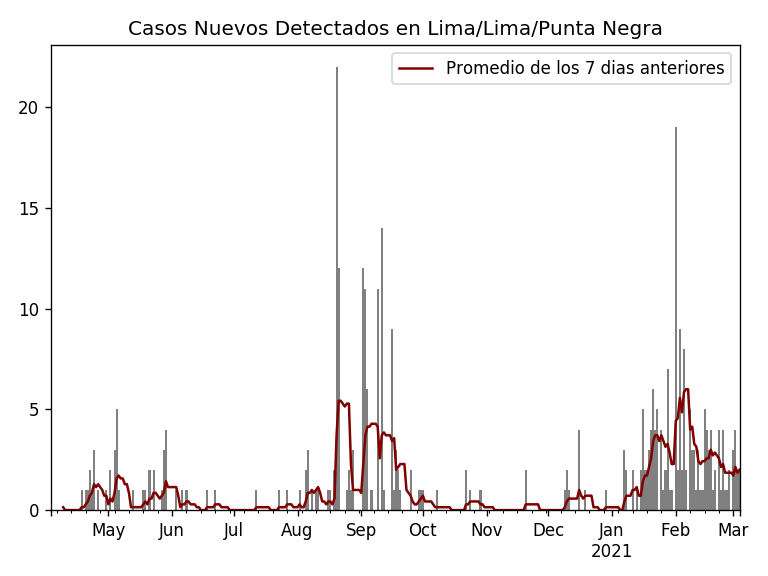 Casos Nuevos Detectados en Lima/Lima/Punta Negra
Promedio de los 7 dias anteriores
20
15
10
5
0
May Jun Jul Aug Sep Oct Nov Dec Jan Feb Mar
2021